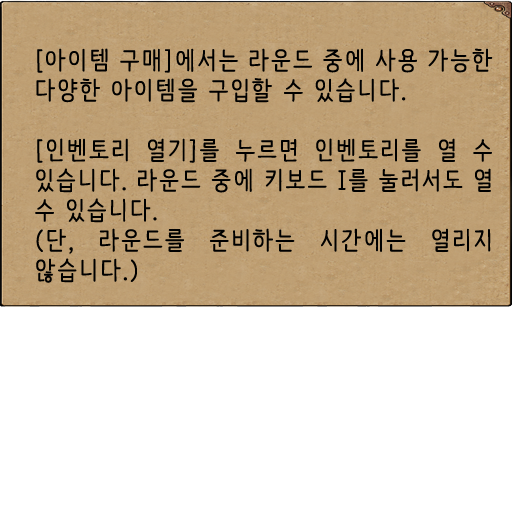 [아이템 구매]에서는 라운드 중에 사용 가능한
다양한 아이템을 구입할 수 있습니다.
[인벤토리 열기]를 누르면 인벤토리를 열 수
있습니다. 라운드 중에 키보드 I를 눌러서도 열
수 있습니다.
(단, 라운드를 준비하는 시간에는 열리지
않습니다.)